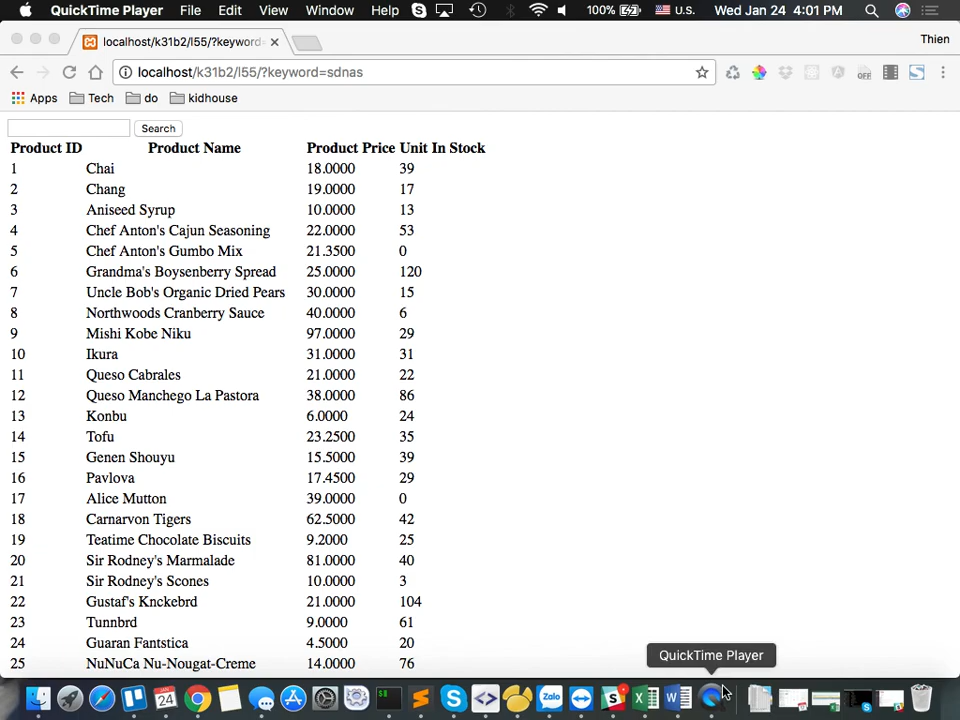 QuickTime Player File Edit View Window Help 100% U.S. Wed Jan 24 4:01 PM
localhost/k31b2/l55/?keyword= Thien
localhost/k31b2/l55/?keyword=sdnas OFF
Apps Tech do kidhouse
Search
Product ID Product Name Product Price Unit In Stock
1 Chai 18.0000 39
2 Chang 19.0000 17
3 Aniseed Syrup 10.0000 13
4 Chef Anton's Cajun Seasoning 22.0000 53
5 Chef Anton's Gumbo Mix 21.3500 0
6 Grandma's Boysenberry Spread 25.0000 120
7 Uncle Bob's Organic Dried Pears 30.0000 15
8 Northwoods Cranberry Sauce 40.0000 6
9 Mishi Kobe Niku 97.0000 29
10 Ikura 31.0000 31
11 Queso Cabrales 21.0000 22
12 Queso Manchego La Pastora 38.0000 86
13 Konbu 6.0000 24
14 Tofu 23.2500 35
15 Genen Shouyu 15.5000 39
16 Pavlova 17.4500 29
17 Alice Mutton 39.0000 0
18 Carnarvon Tigers 62.5000 42
19 Teatime Chocolate Biscuits 9.2000 25
20 Sir Rodney's Marmalade 81.0000 40
21 Sir Rodney's Scones 10.0000 3
22 Gustaf's Knckebrd 21.0000 104
23 Tunnbrd 9.0000 61
24 Guaran Fantstica 4.5000 20
25 NuNuCa Nu-Nougat-Creme 14.0000 76
QuickTime Player
24 Zalo